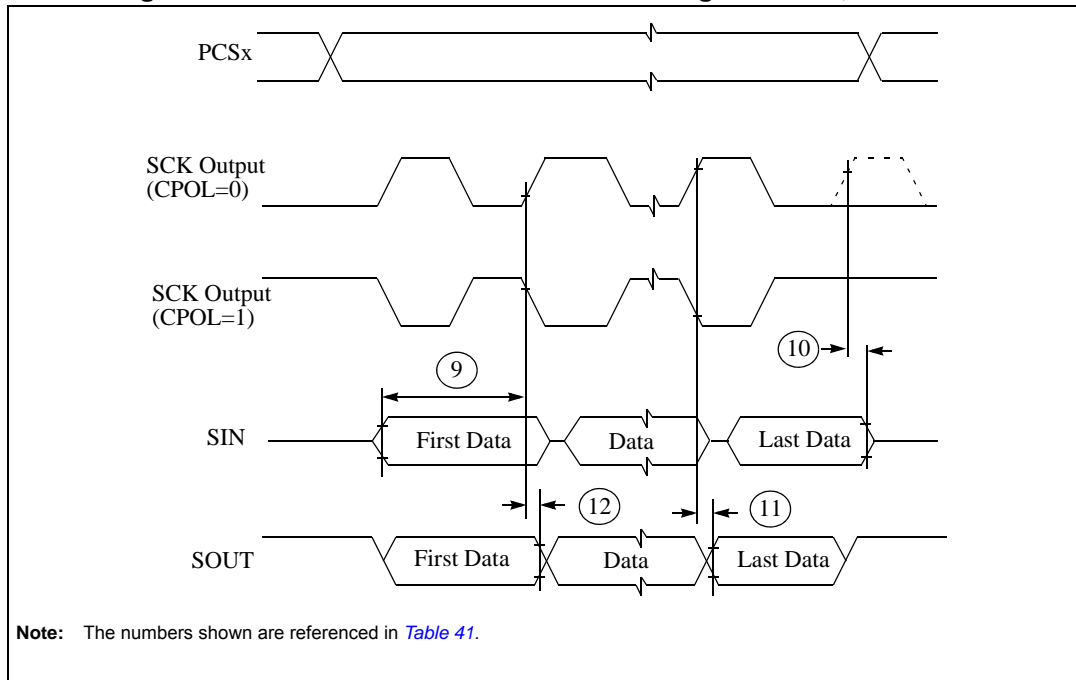 PCSx
SCK Output
(CPOL=0)
SCK Output
(CPOL=1)
10
9
SIN
First Data
Data
Last Data
12
11
SOUT
First Data
Data
Last Data
Note: The numbers shown are referenced in Table 41.